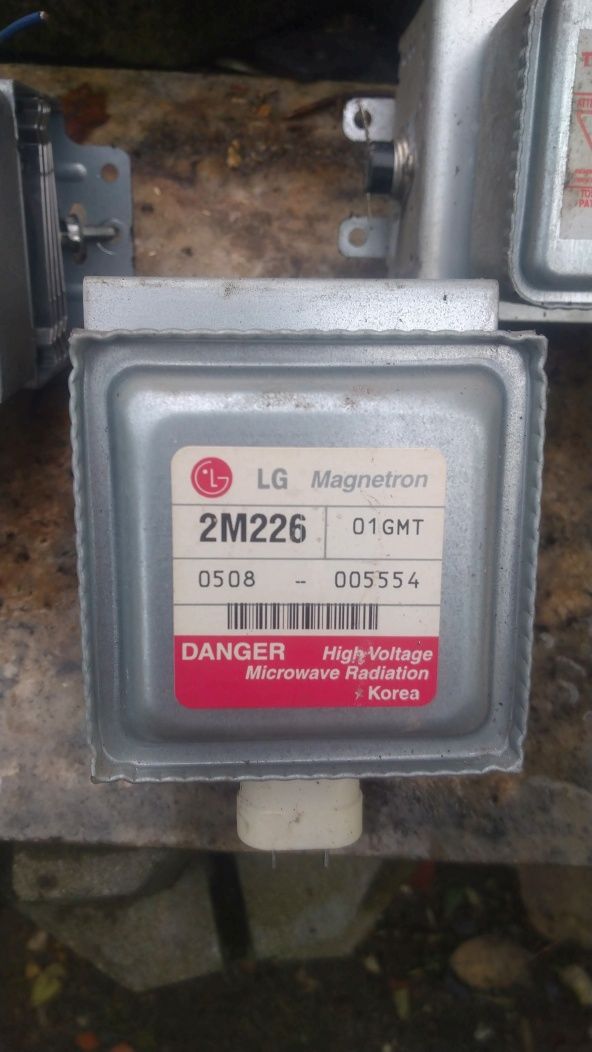 LG Magnetron
2M226 01GMT
0508 -- 005554
DANGER High Voltage
Microwave Radiation
Korea